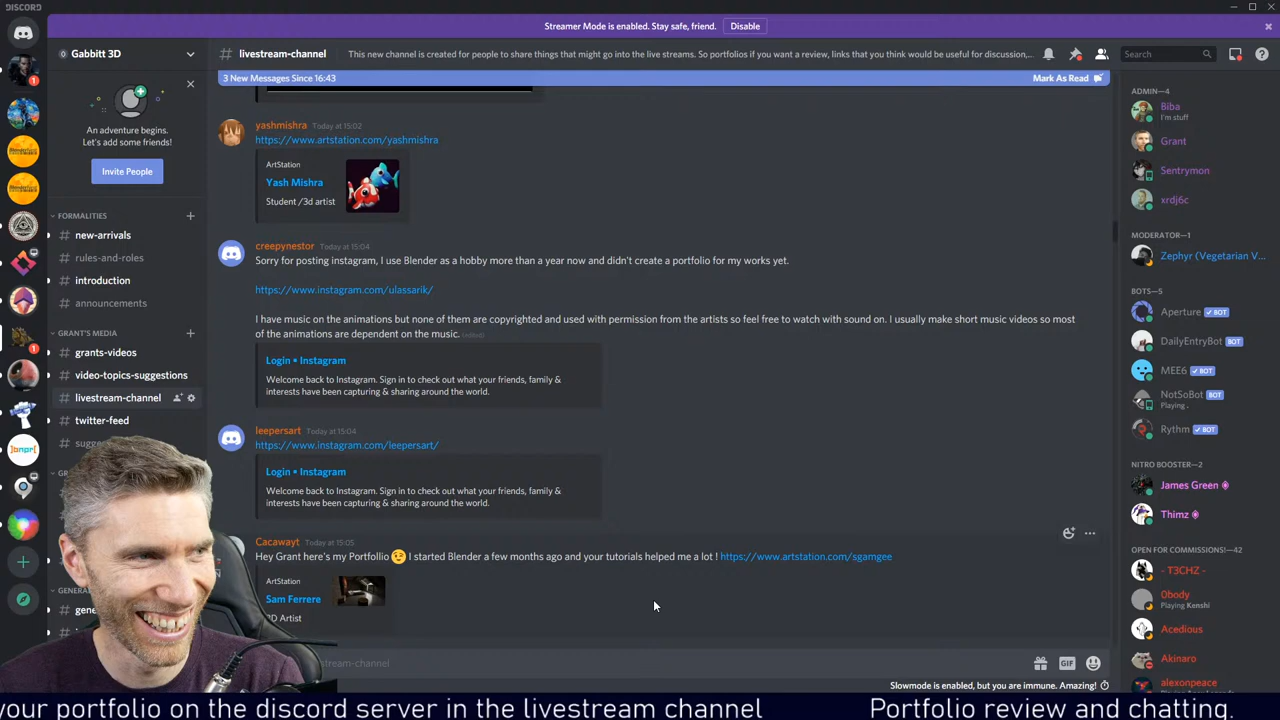 DISCORD
Streamer Mode is enabled. Stay safe, friend. Disable
Gabbitt 3D
# livestream-channel This new channel is created for people to share things that might go into the live streams. So portfolios if you want a review, links that you think would be useful for discussion,...
Search
3 New Messages Since 16:43 Mark As Read
An adventure begins.
Let's add some friends!
Invite People
FORMALITIES
# new-arrivals
# rules-and-roles
# introduction
# announcements
GRANT'S MEDIA
# grants-videos
# video-topics-suggestions
# livestream-channel
# twitter-feed
1
1
yashmishra Today at 15:02
https://www.artstation.com/yashmishra
ArtStation
Yash Mishra
Student /3d artist
creepynestor Today at 15:04
Sorry for posting instagram, I use Blender as a hobby more than a year now and didn't create a portfolio for my works yet.
https://www.instagram.com/ulassarik/
I have music on the animations but none of them are copyrighted and used with permission from the artists so feel free to watch with sound on. I usually make short music videos so most
of the animations are dependent on the music. (edited)
Login • Instagram
Welcome back to Instagram. Sign in to check out what your friends, family &
interests have been capturing & sharing around the world.
leepersart Today at 15:04
https://www.instagram.com/leepersart/
Login • Instagram
Welcome back to Instagram. Sign in to check out what your friends, family &
interests have been capturing & sharing around the world.
Cacawayt Today at 15:05
Hey Grant here's my Portfollio 😉 I started Blender a few months ago and your tutorials helped me a lot ! https://www.artstation.com/sgamgee
ArtStation
Sam Ferrere
3D Artist
GIF
Slowmode is enabled, but you are immune. Amazing!
ADMIN—4
Biba
I'm stuff
Grant
Sentrymon
xrdj6c
MODERATOR—1
Zephyr (Vegetarian V...
BOTS—5
Aperture ✓ BOT
DailyEntryBot BOT
MEE6 ✓ BOT
NotSoBot BOT
Playing .
Rythm ✓ BOT
NITRO BOOSTER—2
James Green
Thimz
OPEN FOR COMMISSIONS!—42
- T3CHZ -
0body
Playing Kenshi
Acedious
Akinaro
alexonpeace
your portfolio on the discord server in the livestream channel Portfolio review and chatting.